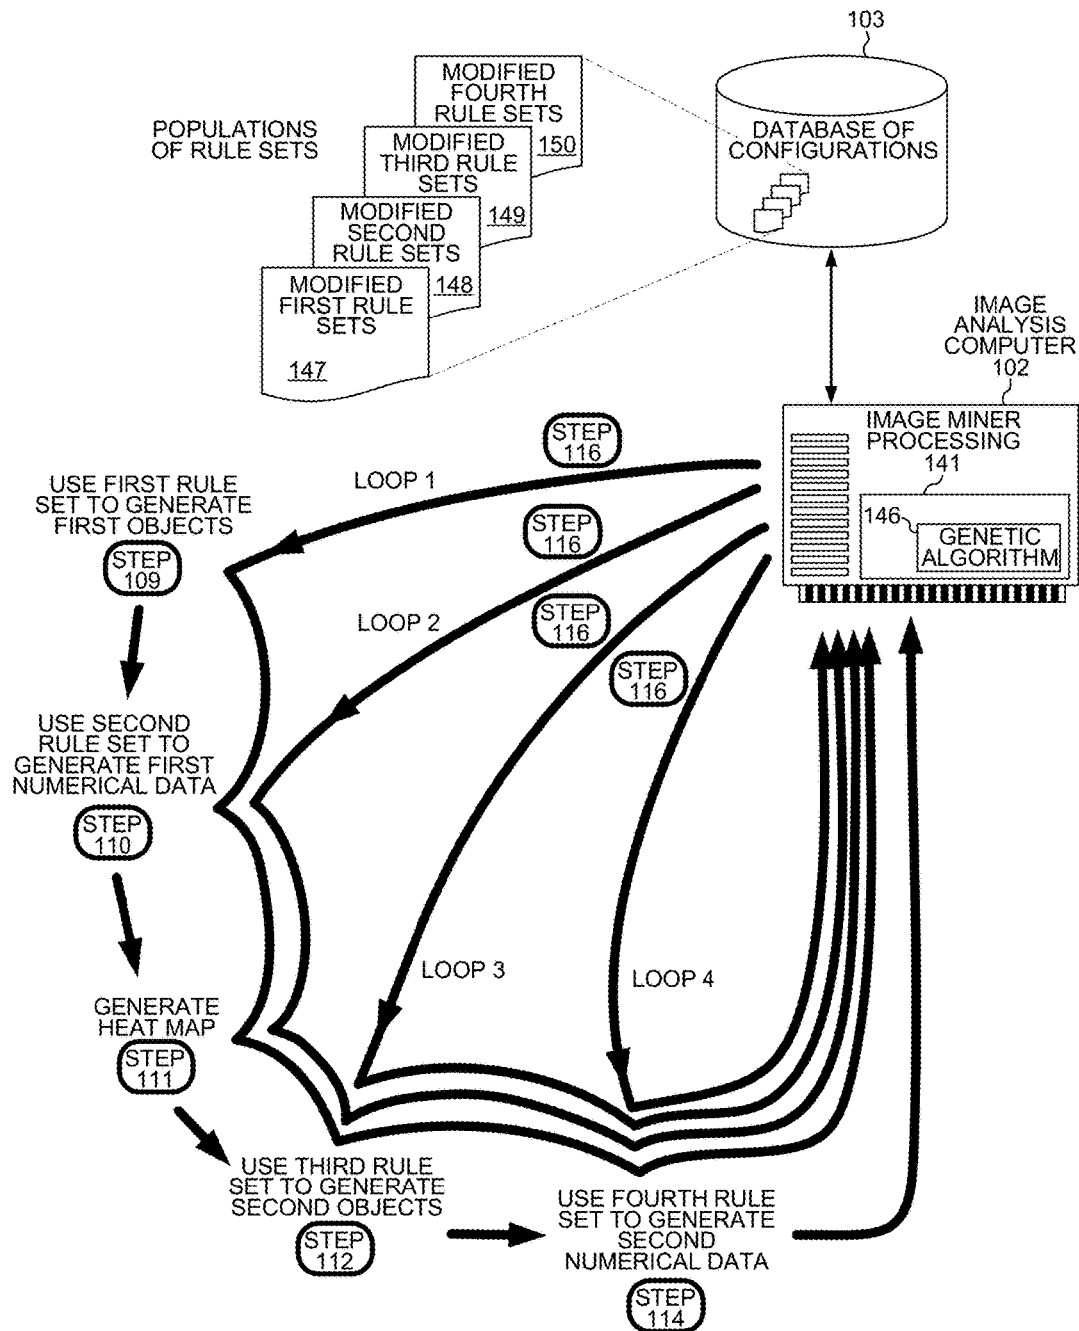 103
MODIFIED
FOURTH
RULE SETS
150
POPULATIONS
OF RULE SETS
DATABASE OF
CONFIGURATIONS
MODIFIED
THIRD RULE
SETS
149
MODIFIED
SECOND
RULE SETS
148
MODIFIED
FIRST RULE
SETS
147
IMAGE
ANALYSIS
COMPUTER
102
IMAGE MINER
PROCESSING
141
146
GENETIC
ALGORITHM
STEP
116
LOOP 1
USE FIRST RULE
SET TO GENERATE
FIRST OBJECTS
STEP
109
STEP
116
LOOP 2
STEP
116
STEP
116
USE SECOND
RULE SET TO
GENERATE FIRST
NUMERICAL DATA
STEP
110
LOOP 3
LOOP 4
GENERATE
HEAT MAP
STEP
111
USE THIRD RULE
SET TO GENERATE
SECOND OBJECTS
STEP
112
USE FOURTH RULE
SET TO GENERATE
SECOND
NUMERICAL DATA
STEP
114